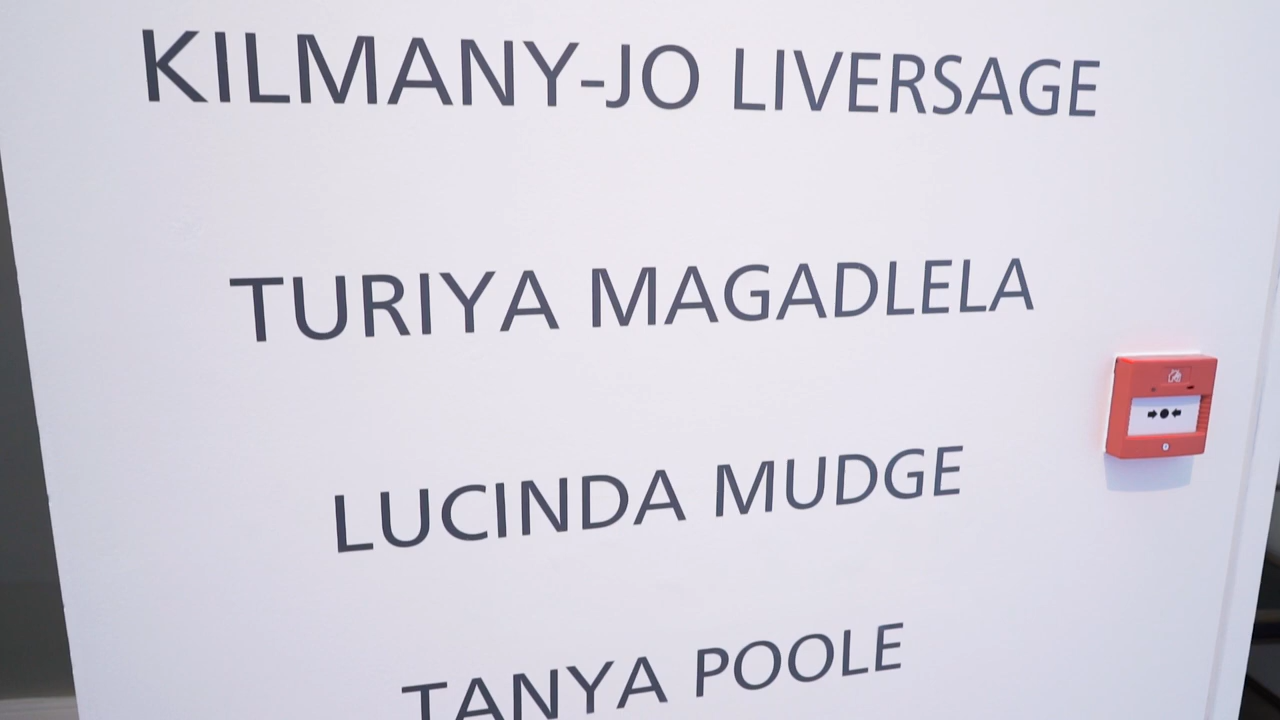 KILMANY-JO LIVERSAGE
TURIYA MAGADLELA
LUCINDA MUDGE
TANYA POOLE